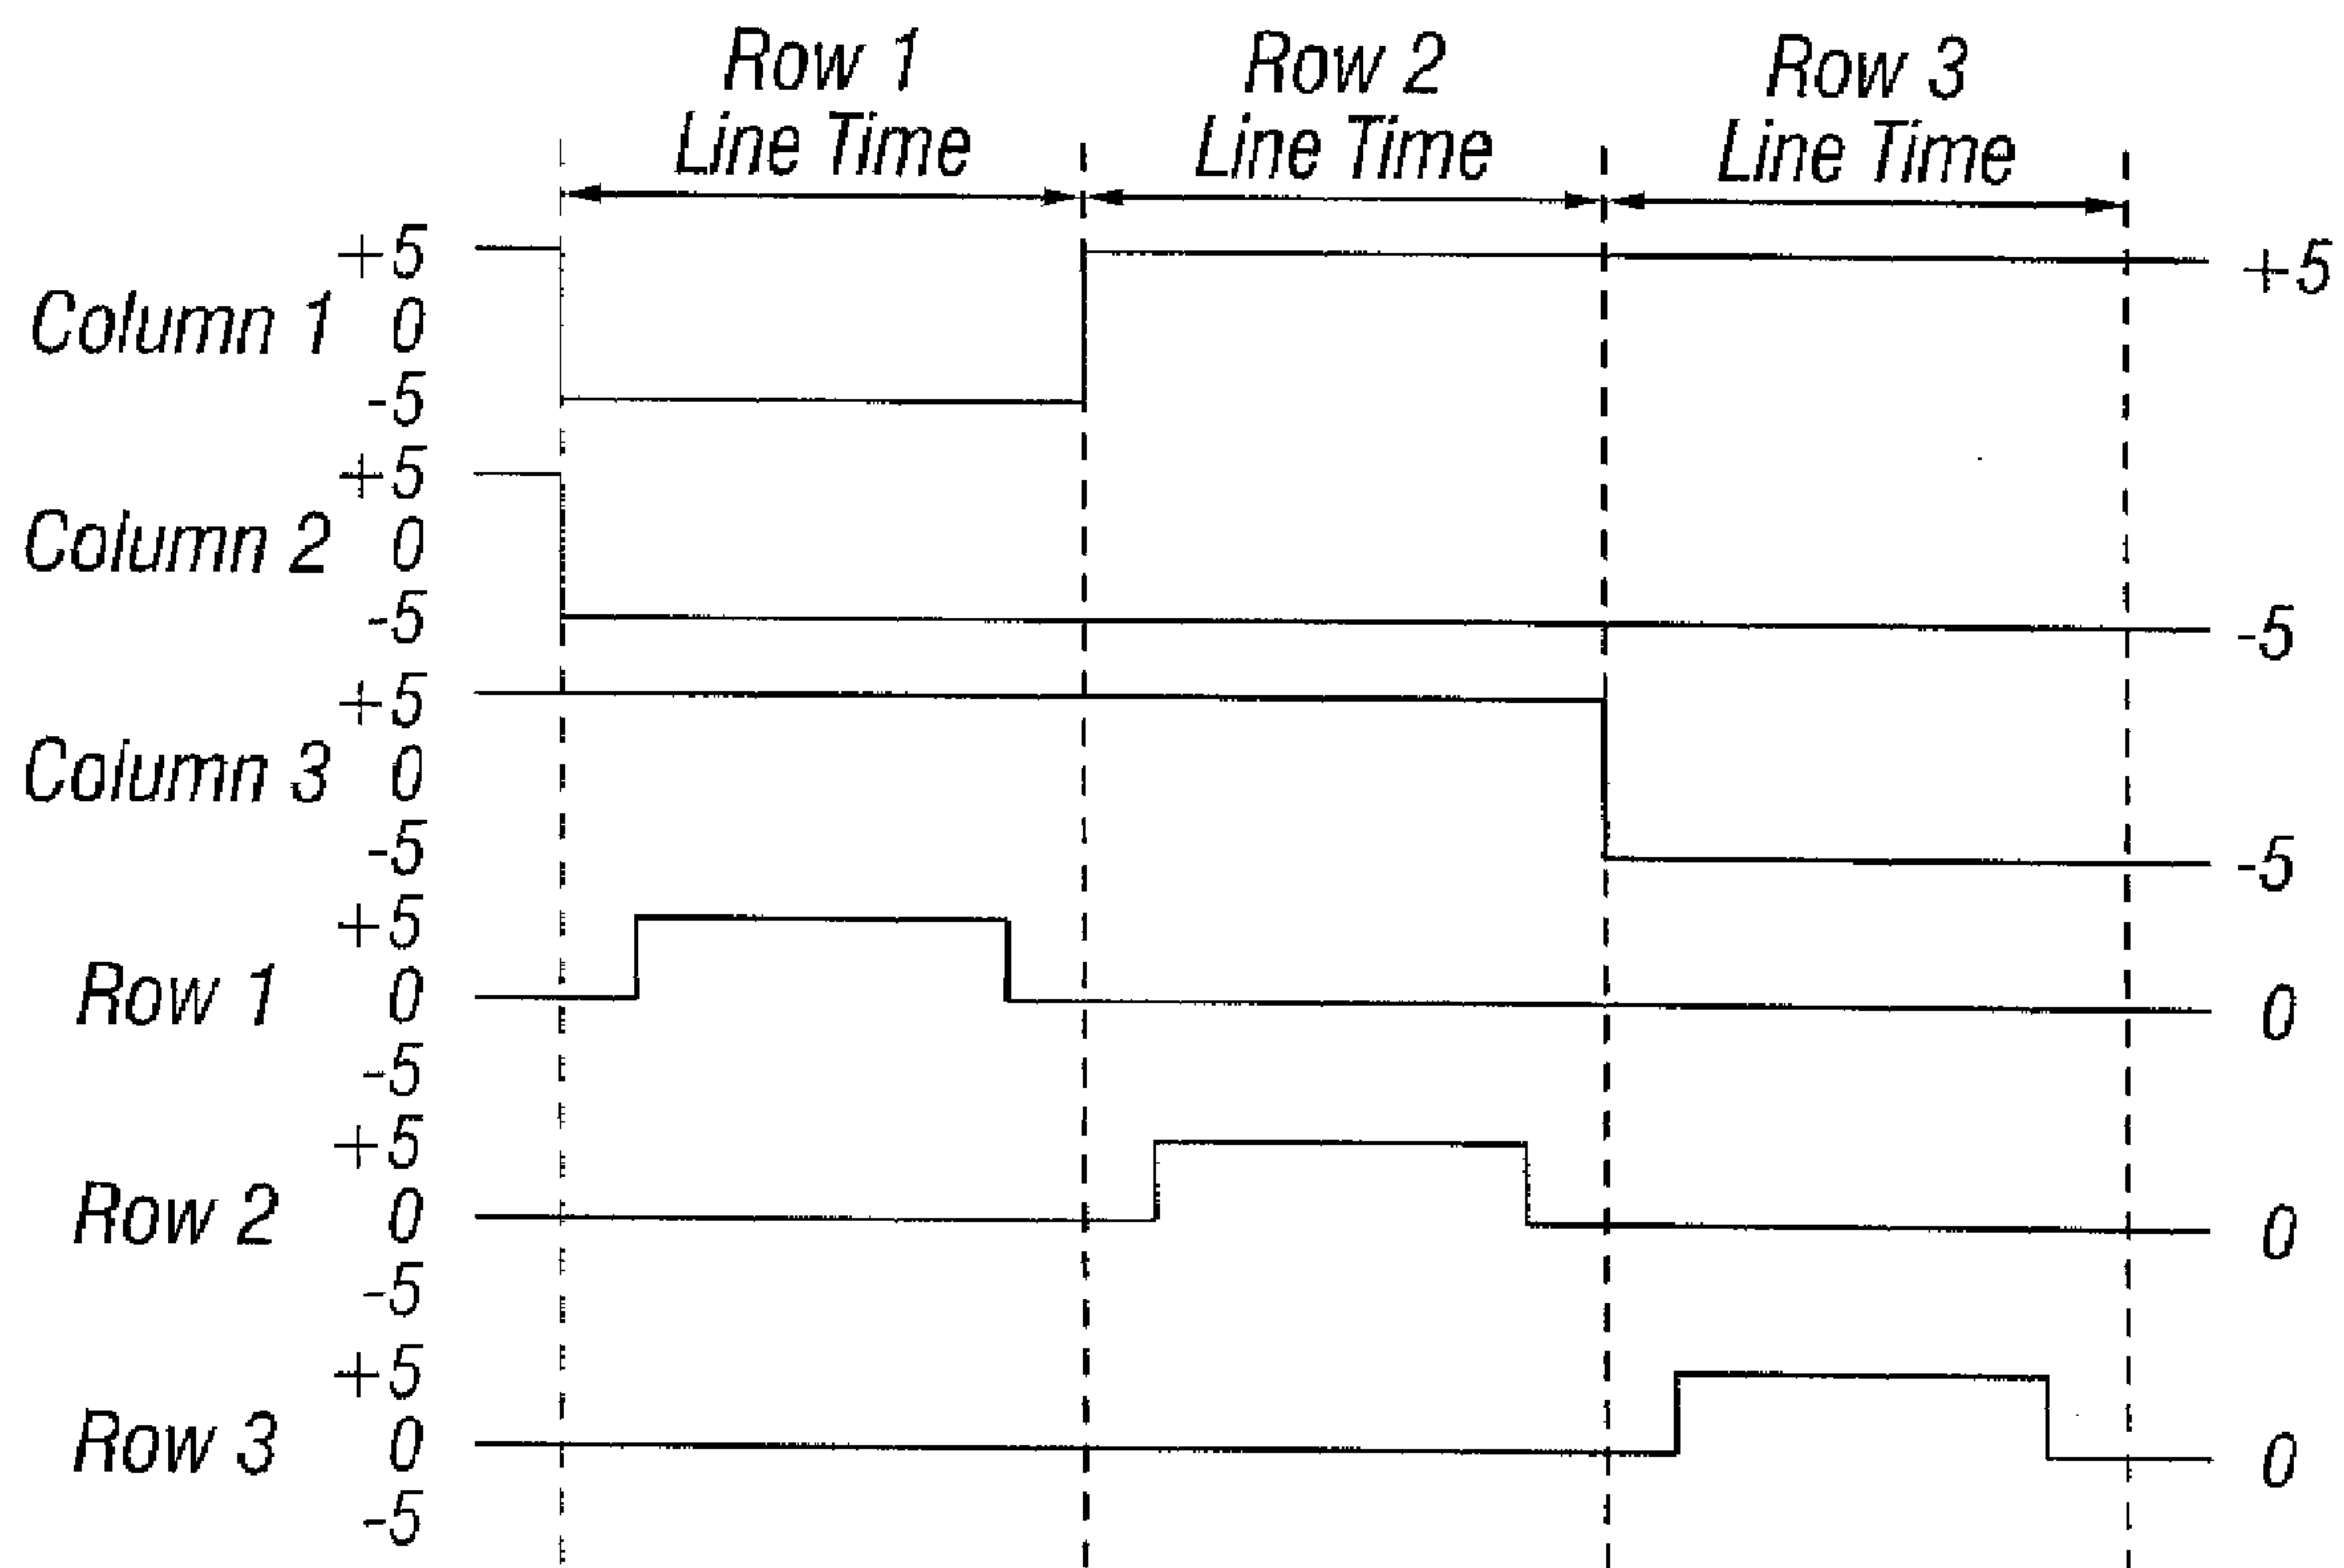 Row 1 Row 2 Row 3
Line Time Line Time Line Time
+5 +5
Column 1 0
-5
+5
Column 2 0
-5 -5
+5
Column 3 0
-5 -5
+5
Row 1 0 0
-5
+5
Row 2 0 0
-5
+5
Row 3 0 0
-5